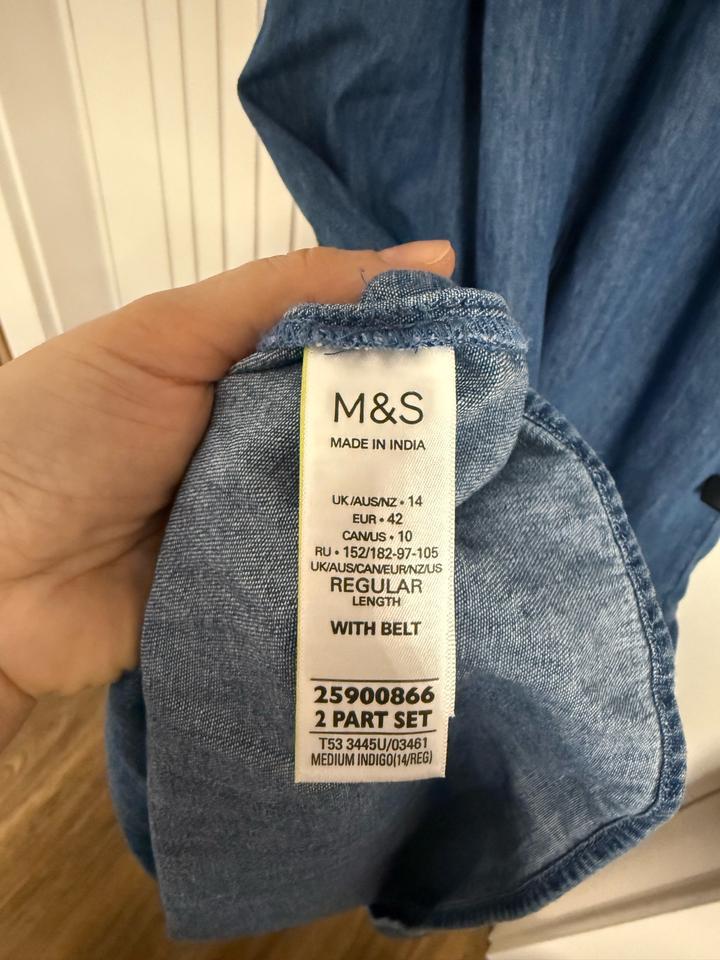 M&S
MADE IN INDIA
UK/AUS/NZ • 14
EUR • 42
CAN/US • 10
RU • 152/182-97-105
UK/AUS/CAN/EUR/NZ/US
REGULAR
LENGTH
WITH BELT
25900866
2 PART SET
T53 3445U/03461
MEDIUM INDIGO(14/REG)